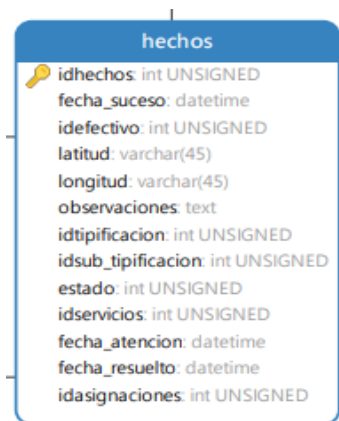 hechos
idhechos: int UNSIGNED
fecha_suceso: datetime
idefectivo: int UNSIGNED
latitud: varchar(45)
longitud: varchar(45)
observaciones: text
idtipificacion: int UNSIGNED
idsub_tipificacion: int UNSIGNED
estado: int UNSIGNED
idservicios: int UNSIGNED
fecha_atencion: datetime
fecha_resuelto: datetime
idasignaciones: int UNSIGNED